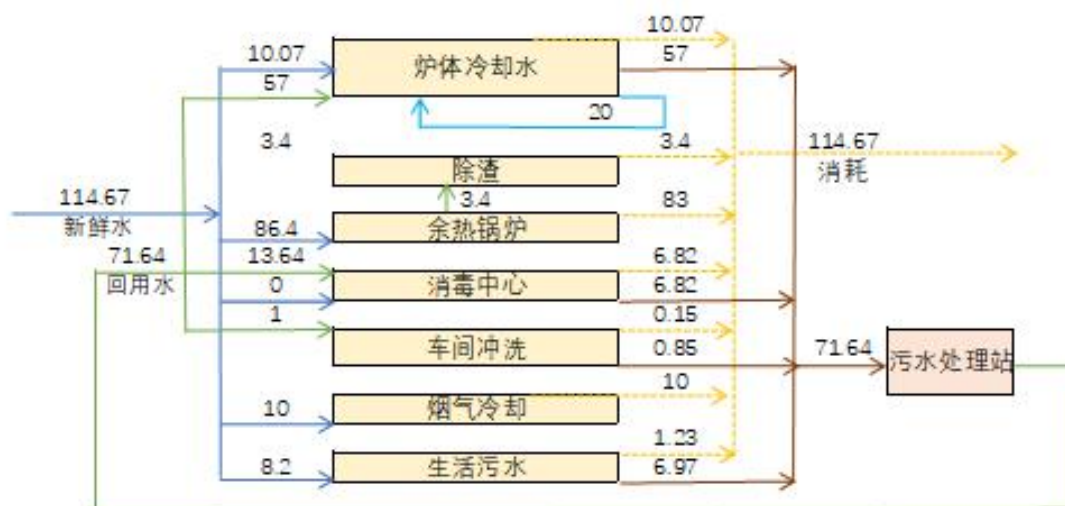 10.07
10.07
炉体冷却水
57
57
20
3.4
3.4
114.67
除渣
消耗
3.4
114.67
83
新鲜水
余热锅炉
86.4
71.64
13.64
6.82
回用水
消毒中心
0
6.82
1
0.15
车间冲洗
0.85
71.64
污水处理站
10
烟气冷却
10
1.23
生活污水
8.2
6.97